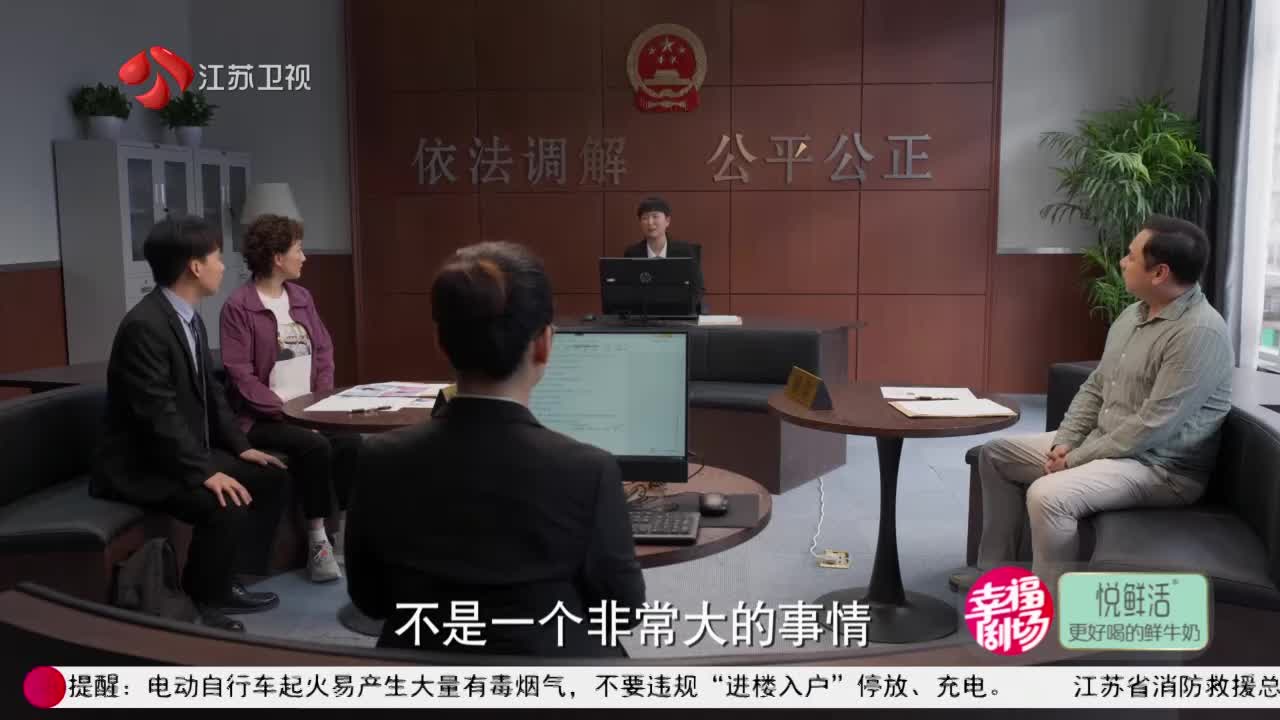 江苏卫视
依法调解 公平公正
不是一个非常大的事情
幸福剧场
悦鲜活®
更好喝的鲜牛奶
提醒：电动自行车起火易产生大量有毒烟气，不要违规“进楼入户”停放、充电。 江苏省消防救援总